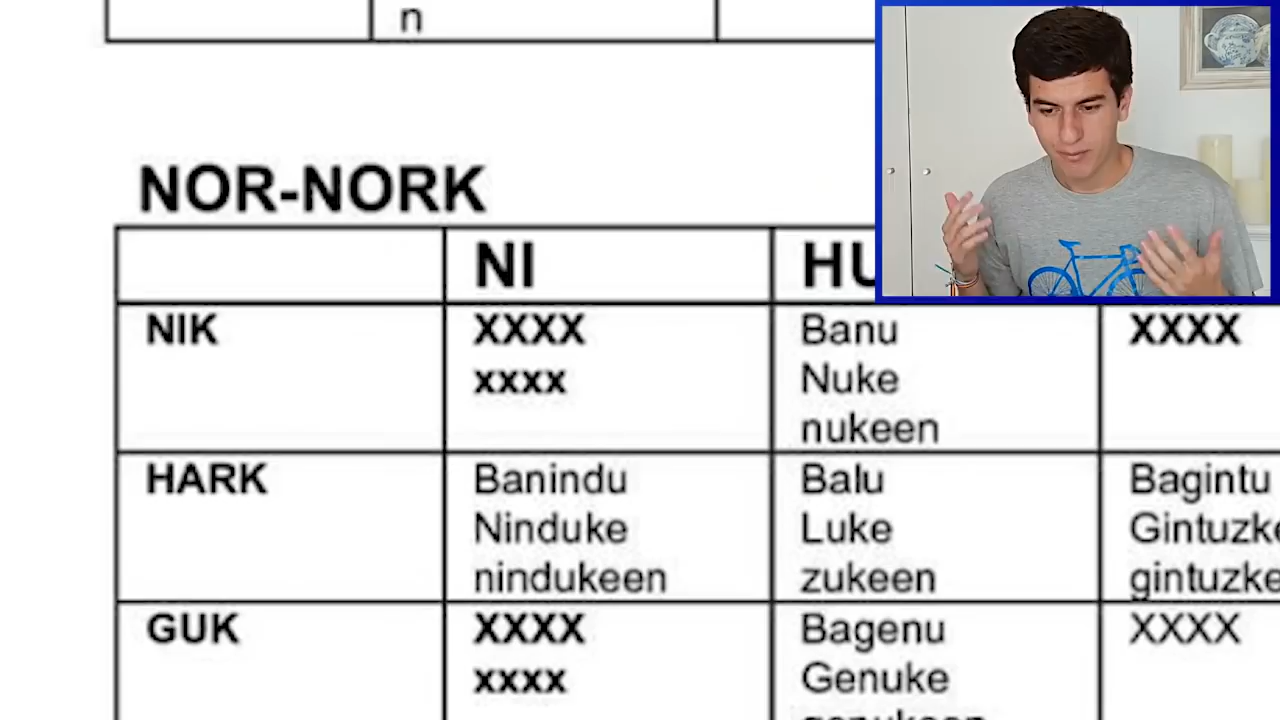 n
NOR-NORK
NI
HU
NIK
XXXX
xxxx
Banu
Nuke
nukeen
XXXX
HARK
Banindu
Ninduke
nindukeen
Balu
Luke
zukeen
Bagintu
Gintuzke
gintuzke
GUK
XXXX
xxxx
Bagenu
Genuke
genukeen
XXXX